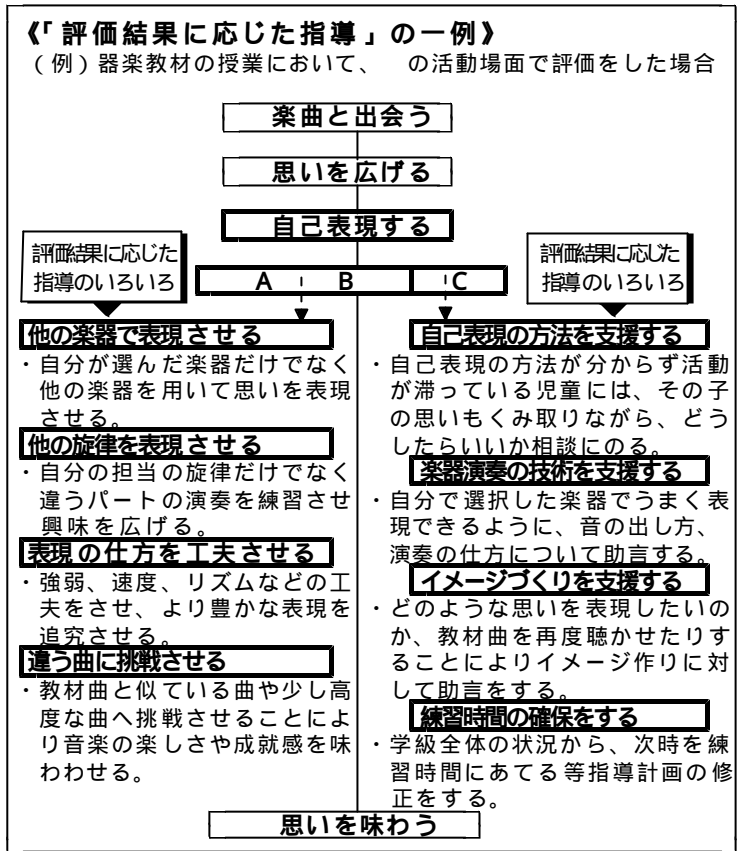 《「評価結果に応じた指導」の一例》
(例)器楽教材の授業において、　の活動場面で評価をした場合
楽曲と出会う
思いを広げる
自己表現する
評価結果に応じた
指導のいろいろ
A B C
評価結果に応じた
指導のいろいろ
他の楽器で表現させる
・自分が選んだ楽器だけでなく
他の楽器を用いて思いを表現
させる。
他の旋律を表現させる
・自分の担当の旋律だけでなく
違うパートの演奏を練習させ
興味を広げる。
表現の仕方を工夫させる
・強弱、速度、リズムなどの工
夫をさせ、より豊かな表現を
追究させる。
違う曲に挑戦させる
・教材曲と似ている曲や少し高
度な曲へ挑戦させることによ
り音楽の楽しさや成就感を味
わわせる。
自己表現の方法を支援する
・自己表現の方法が分からず活動
が滞っている児童には、その子
の思いもくみ取りながら、どう
したらいいか相談にのる。
楽器演奏の技術を支援する
・自分で選択した楽器でうまく表
現できるように、音の出し方、
演奏の仕方について助言する。
イメージづくりを支援する
・どのような思いを表現したいの
か、教材曲を再度聴かせたりす
ることによりイメージ作りに対
して助言をする。
練習時間の確保をする
・学級全体の状況から、次時を練
習時間にあてる等指導計画の修
正をする。
思いを味わう